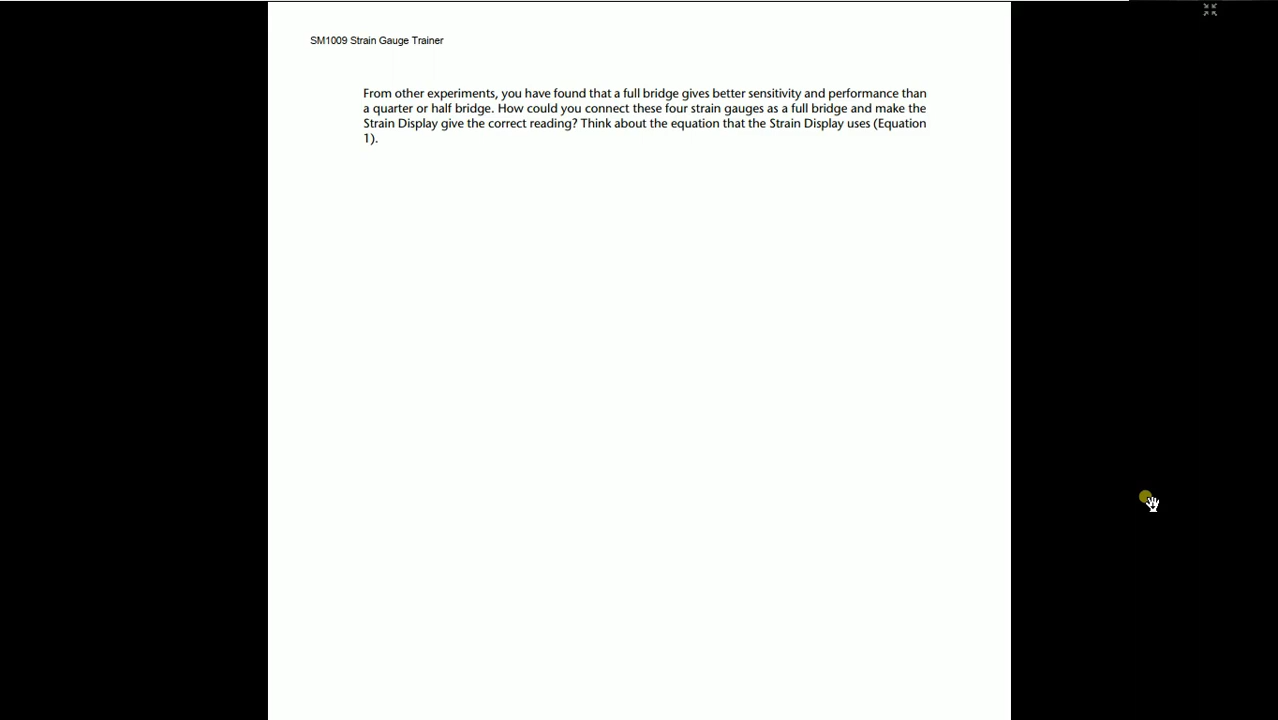 SM1009 Strain Gauge Trainer
From other experiments, you have found that a full bridge gives better sensitivity and performance than
a quarter or half bridge. How could you connect these four strain gauges as a full bridge and make the
Strain Display give the correct reading? Think about the equation that the Strain Display uses (Equation
1).